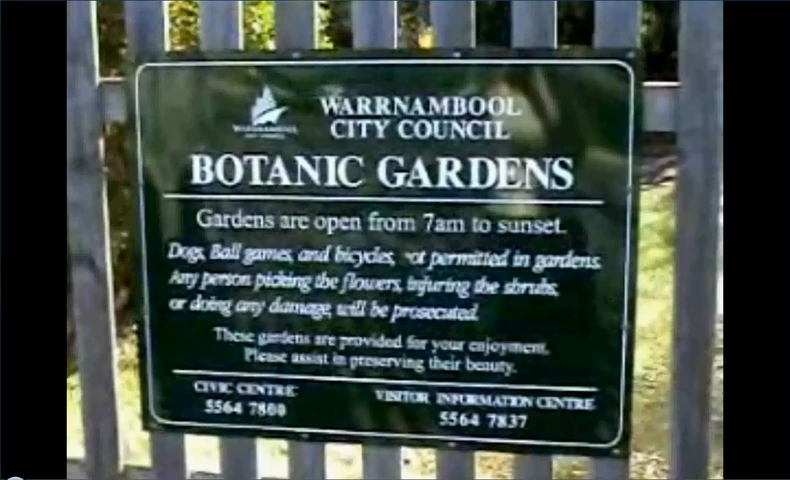 WARRNAMBOOL
WARRNAMBOOL
CITY COUNCIL
BOTANIC GARDENS
Gardens are open from 7am to sunset.
Dogs, Ball games, and bicycles, not permitted in gardens.
Any person picking the flowers, injuring the shrubs,
or doing any damage, will be prosecuted.
These gardens are provided for your enjoyment.
Please assist in preserving their beauty.
CIVIC CENTRE
5564 7800
VISITOR INFORMATION CENTRE
5564 7837